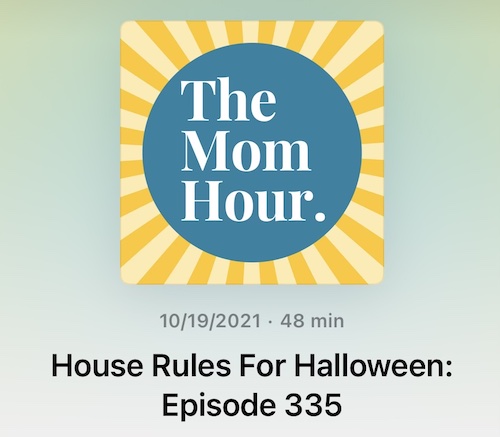 The
Mom
Hour.
10/19/2021 · 48 min
House Rules For Halloween:
Episode 335